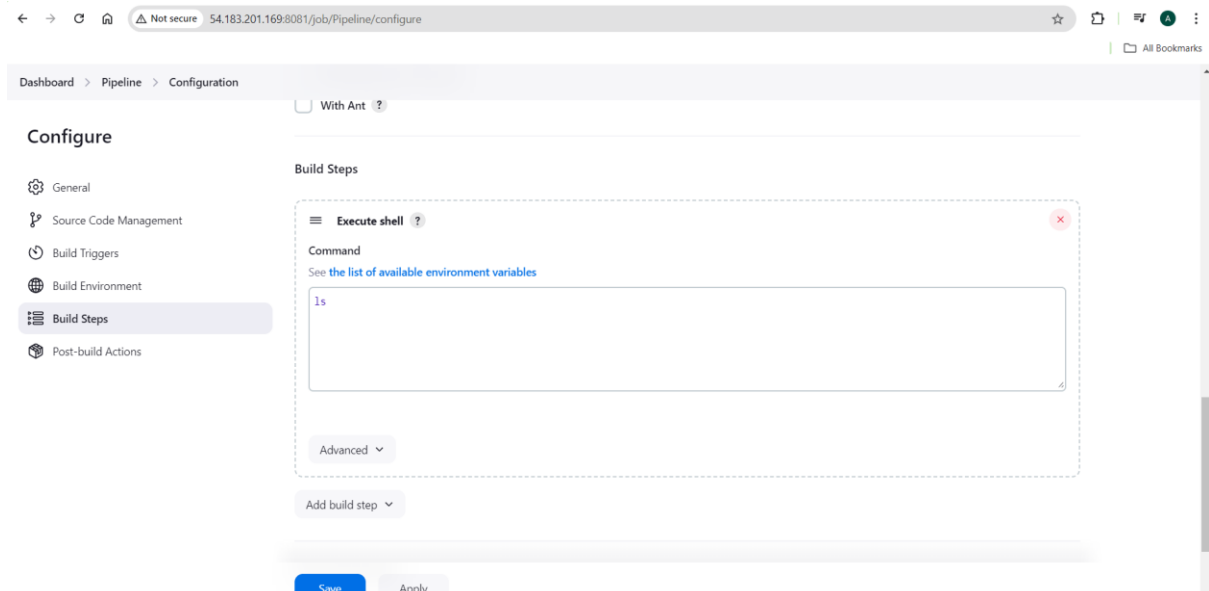 Not secure 54.183.201.169:8081/job/Pipeline/configure
A
All Bookmarks
Dashboard > Pipeline > Configuration
With Ant ?
Configure
General
Source Code Management
Build Triggers
Build Environment
Build Steps
Post-build Actions
Build Steps
Execute shell ?
Command
See the list of available environment variables
ls
Advanced
Add build step
Save Apply